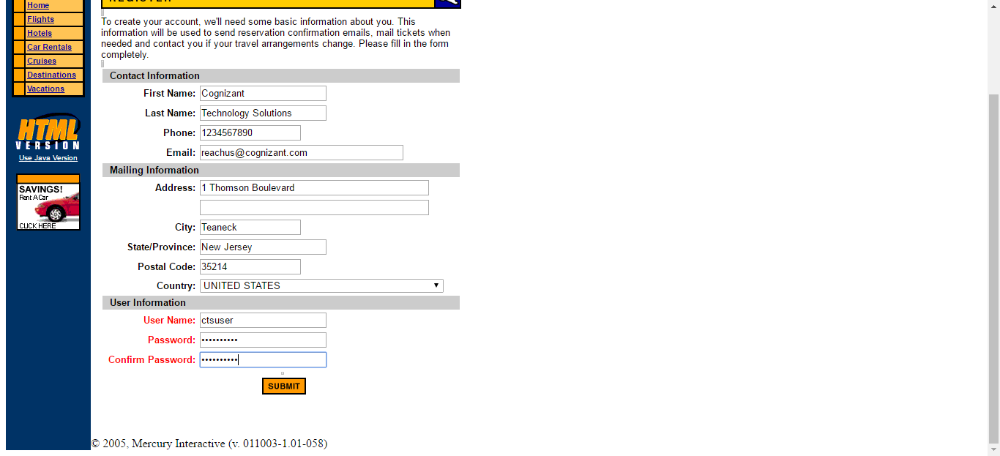 REGISTER
Home
Flights
Hotels
Car Rentals
Cruises
Destinations
Vacations
HTML
VERSION
Use Java Version
SAVINGS!
Rent A Car
CLICK HERE
To create your account, we'll need some basic information about you. This
information will be used to send reservation confirmation emails, mail tickets when
needed and contact you if your travel arrangements change. Please fill in the form
completely.
Contact Information
First Name: Cognizant
Last Name: Technology Solutions
Phone: 1234567890
Email: reachus@cognizant.com
Mailing Information
Address: 1 Thomson Boulevard
City: Teaneck
State/Province: New Jersey
Postal Code: 35214
Country: UNITED STATES
User Information
User Name: ctsuser
Password: ••••••••••
Confirm Password: ••••••••••
SUBMIT
© 2005, Mercury Interactive (v. 011003-1.01-058)